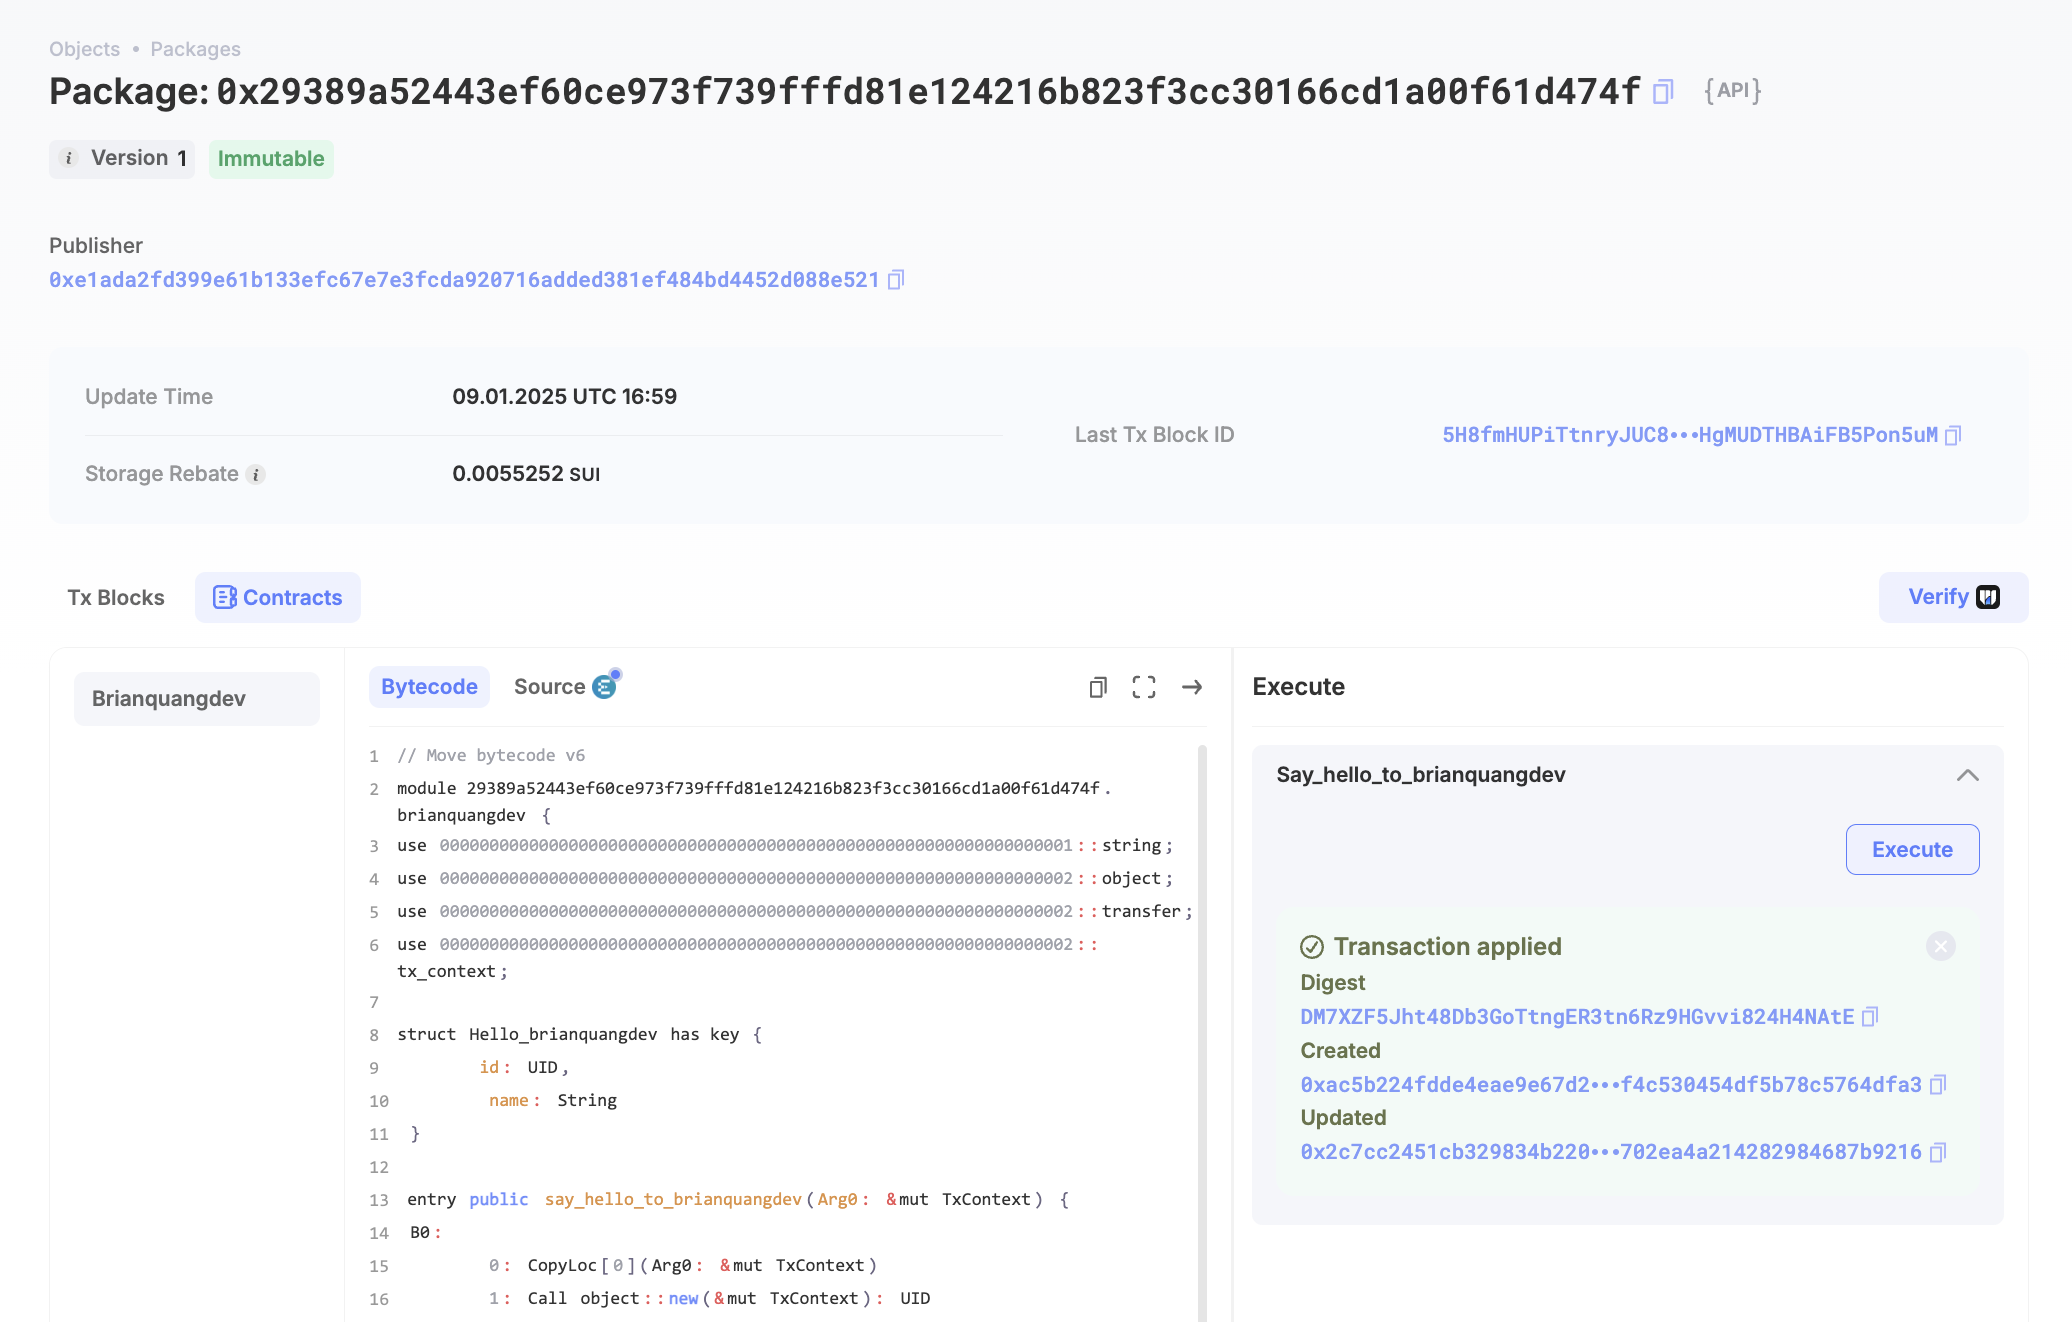 Objects • Packages
Package: 0x29389a52443ef60ce973f739fffd81e124216b823f3cc30166cd1a00f61d474f {API}
i Version 1 Immutable
Publisher
0xe1ada2fd399e61b133efc67e7e3fcda920716added381ef484bd4452d088e521
Update Time 09.01.2025 UTC 16:59
Last Tx Block ID 5H8fmHUPiTtnryJUC8•••HgMUDTHBAiFB5Pon5uM
Storage Rebate i 0.0055252 SUI
Tx Blocks Contracts Verify
Brianquangdev
Bytecode Source
1 // Move bytecode v6
2 module 29389a52443ef60ce973f739fffd81e124216b823f3cc30166cd1a00f61d474f.
brianquangdev {
3 use 0000000000000000000000000000000000000000000000000000000000000001::string;
4 use 0000000000000000000000000000000000000000000000000000000000000002::object;
5 use 0000000000000000000000000000000000000000000000000000000000000002::transfer;
6 use 0000000000000000000000000000000000000000000000000000000000000002::
tx_context;
7
8 struct Hello_brianquangdev has key {
9 id: UID,
10 name: String
11 }
12
13 entry public say_hello_to_brianquangdev(Arg0: &mut TxContext) {
14 B0:
15 0: CopyLoc[0](Arg0: &mut TxContext)
16 1: Call object::new(&mut TxContext): UID
Execute
Say_hello_to_brianquangdev
Execute
Transaction applied
Digest
DM7XZF5Jht48Db3GoTtngER3tn6Rz9HGvvi824H4NAtE
Created
0xac5b224fdde4eae9e67d2•••f4c530454df5b78c5764dfa3
Updated
0x2c7cc2451cb329834b220•••702ea4a214282984687b9216